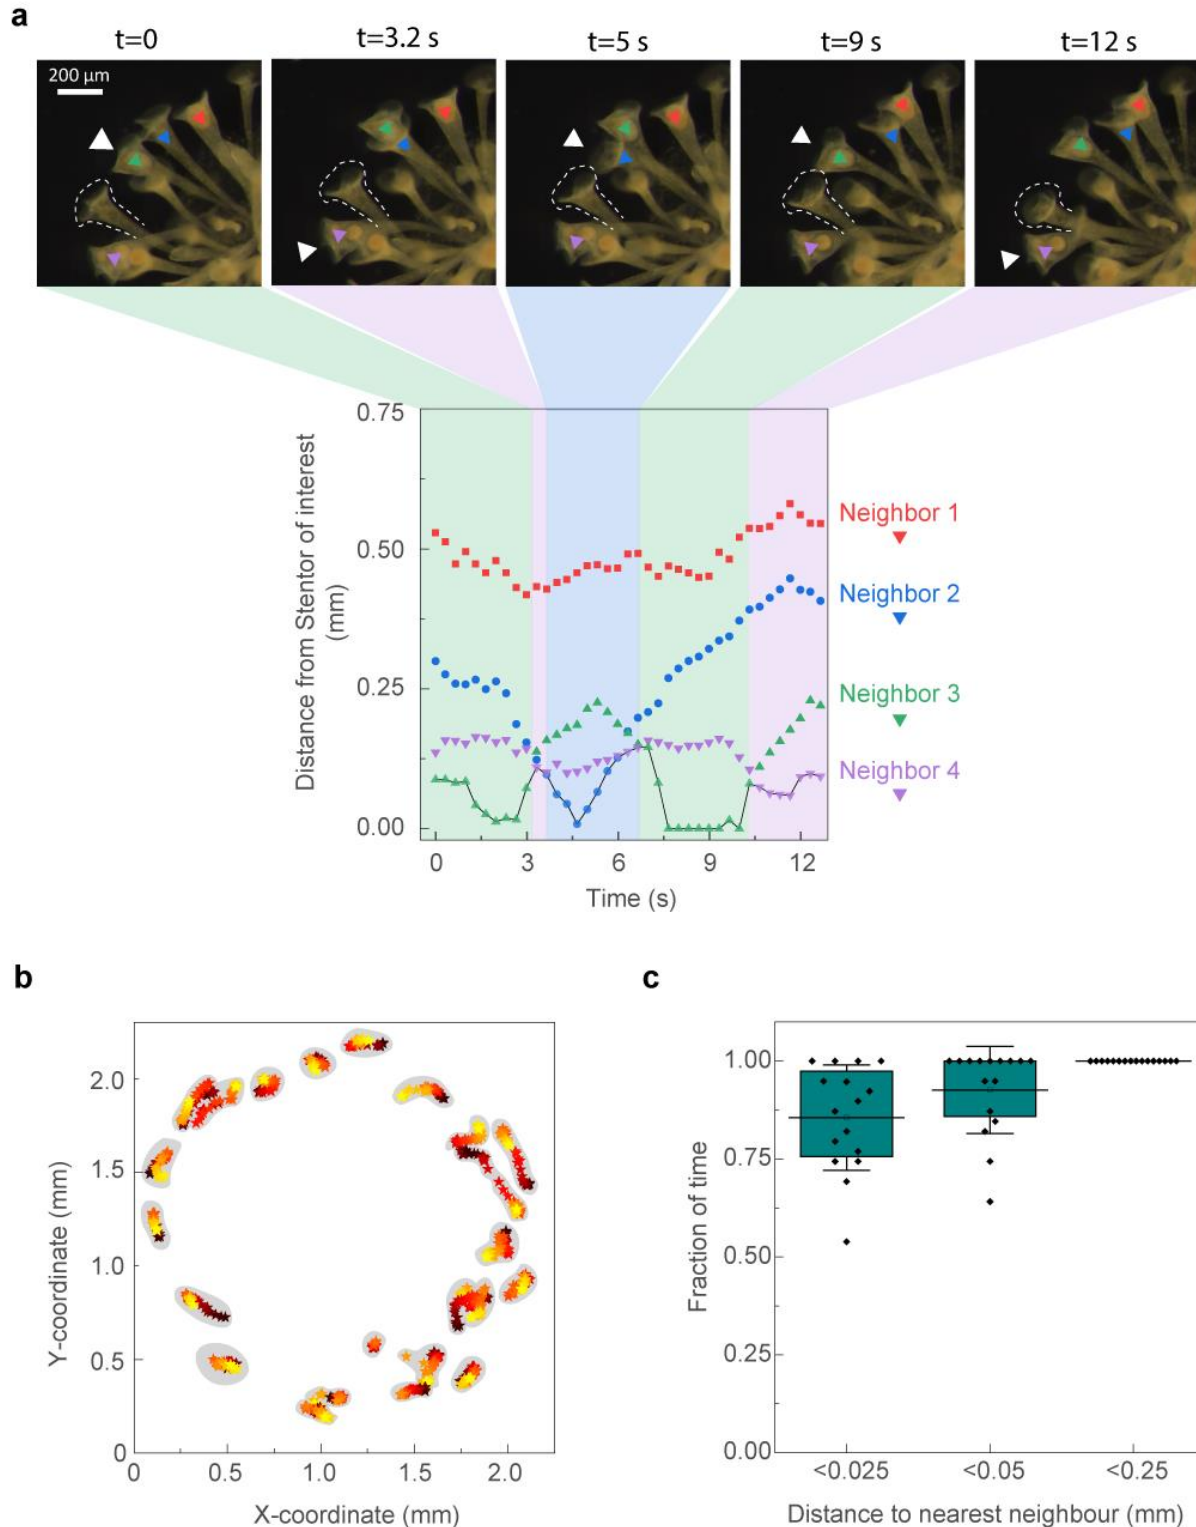 a
t=0 t=3.2 s t=5 s t=9 s t=12 s
200 µm
0.75
0.50
0.25
0.00
Distance from Stentor of interest
(mm)
Neighbor 1
Neighbor 2
Neighbor 3
Neighbor 4
0 3 6 9 12
Time (s)
b
2.0
1.5
1.0
0.5
0
Y-coordinate (mm)
0 0.5 1.0 1.5 2.0
X-coordinate (mm)
c
1.00
0.75
0.50
0.25
0.00
Fraction of time
<0.025 <0.05 <0.25
Distance to nearest neighbour (mm)